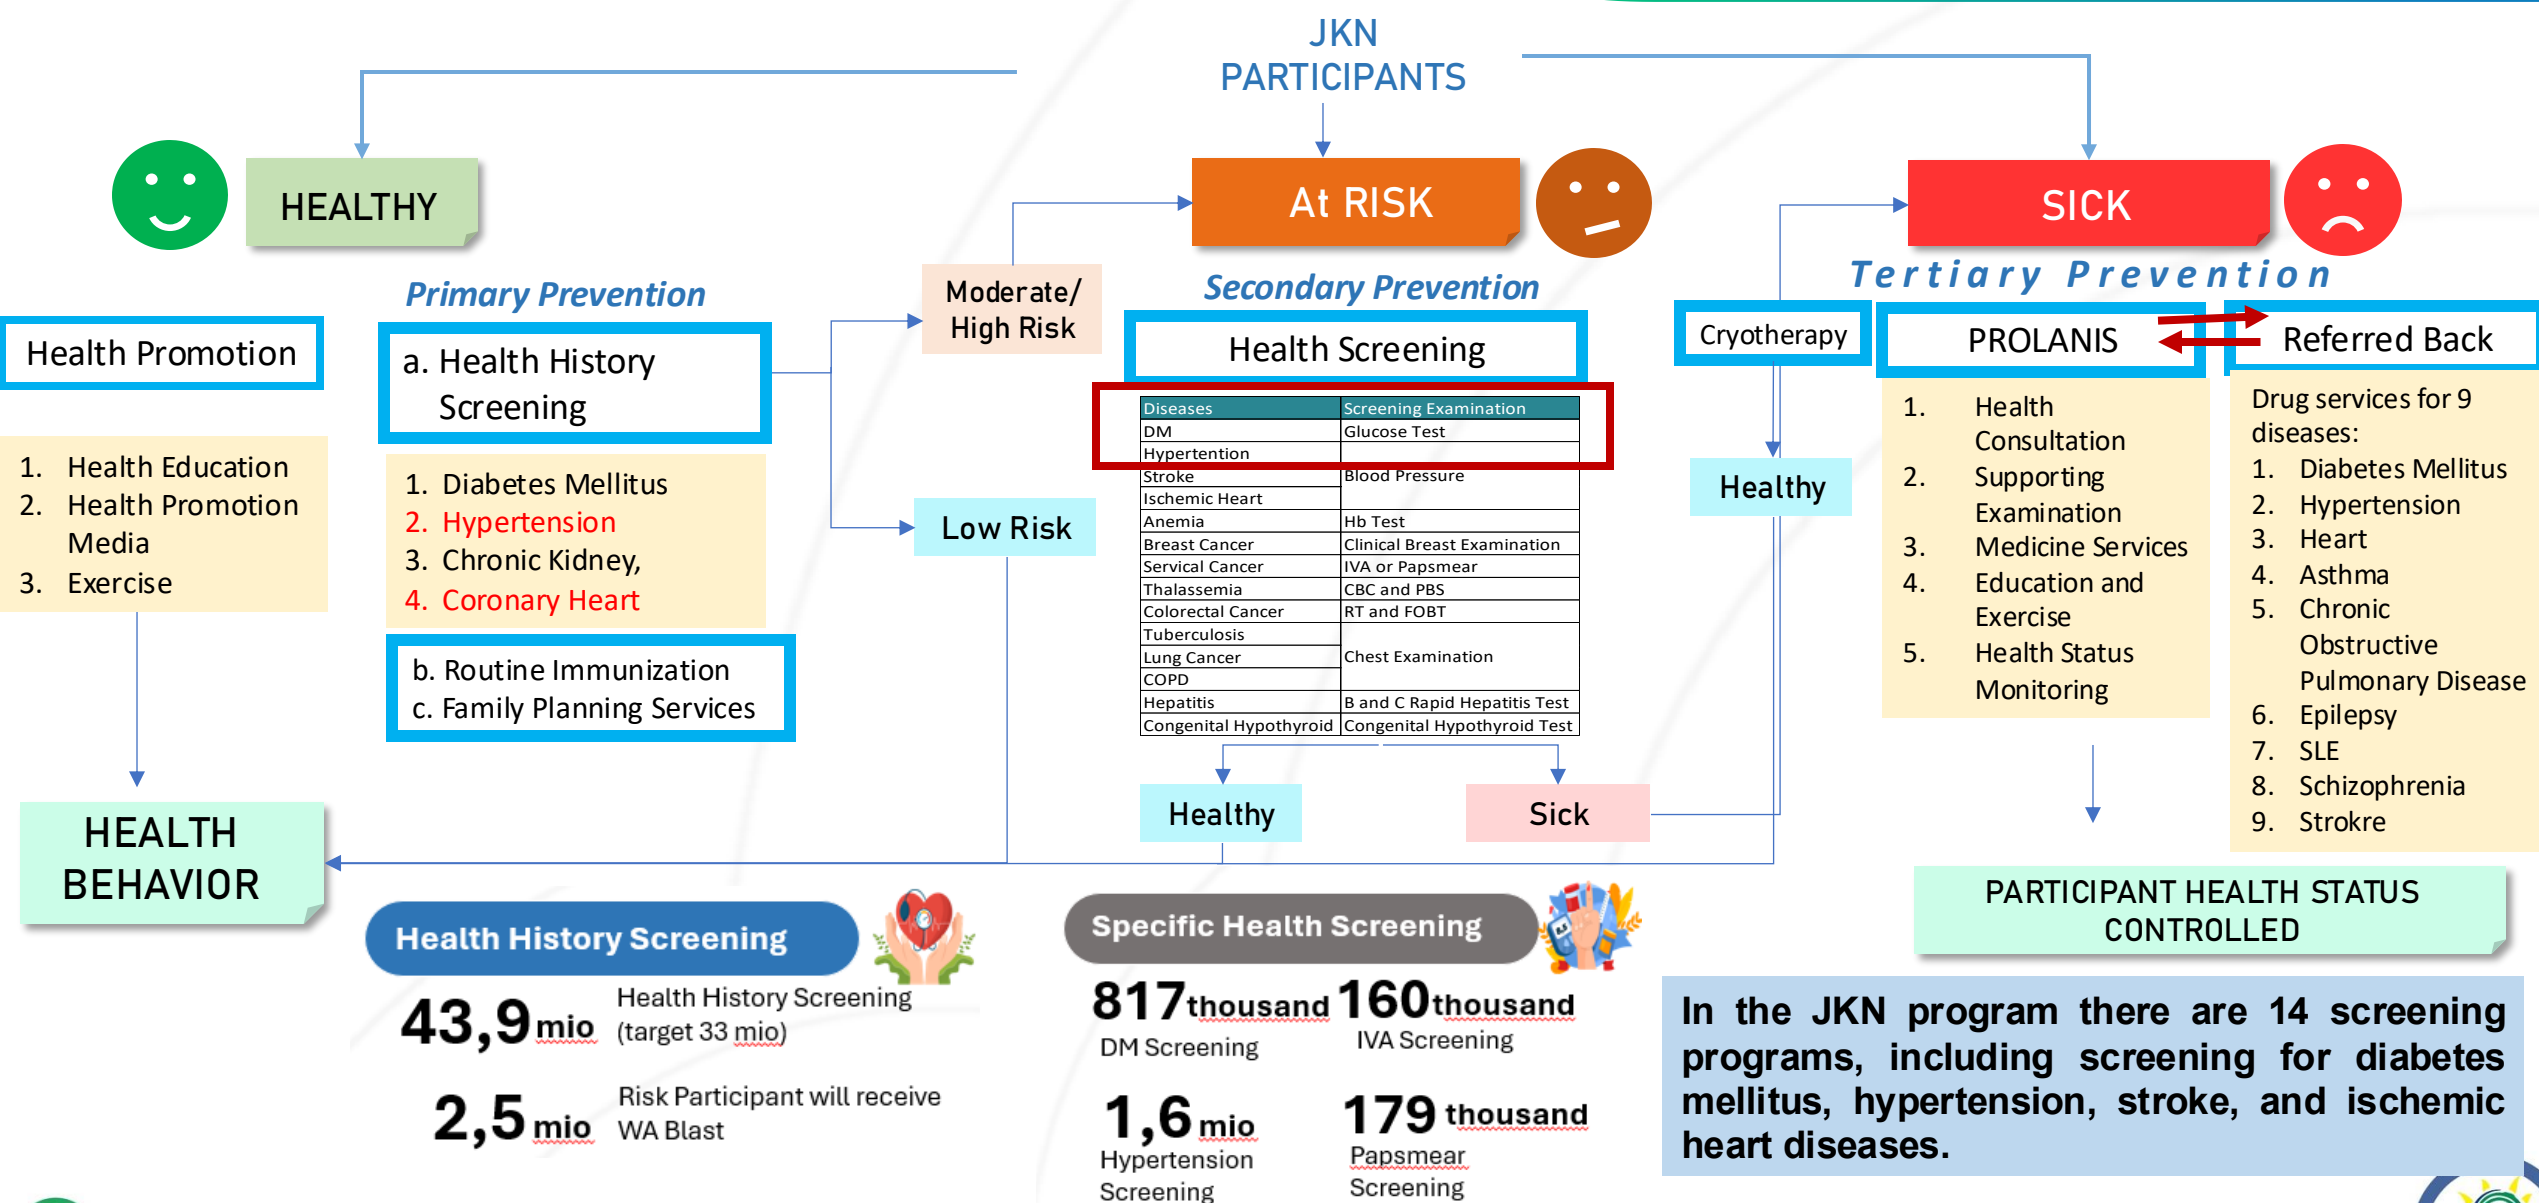 JKN
PARTICIPANTS
HEALTHY
At RISK
SICK
Primary Prevention
Secondary Prevention
Tertiary Prevention
Health Promotion
1. Health Education
2. Health Promotion
Media
3. Exercise
HEALTH
BEHAVIOR
a. Health History
Screening
1. Diabetes Mellitus
2. Hypertension
3. Chronic Kidney,
4. Coronary Heart
b. Routine Immunization
c. Family Planning Services
Moderate/
High Risk
Low Risk
Health Screening
Diseases Screening Examination
DM Glucose Test
Hypertention
Stroke Blood Pressure
Ischemic Heart
Anemia Hb Test
Breast Cancer Clinical Breast Examination
Servical Cancer IVA or Papsmear
Thalassemia CBC and PBS
Colorectal Cancer RT and FOBT
Tuberculosis
Lung Cancer Chest Examination
COPD
Hepatitis B and C Rapid Hepatitis Test
Congenital Hypothyroid Congenital Hypothyroid Test
Healthy
Sick
Cryotherapy
Healthy
PROLANIS
1. Health
Consultation
2. Supporting
Examination
3. Medicine Services
4. Education and
Exercise
5. Health Status
Monitoring
Referred Back
Drug services for 9
diseases:
1. Diabetes Mellitus
2. Hypertension
3. Heart
4. Asthma
5. Chronic
Obstructive
Pulmonary Disease
6. Epilepsy
7. SLE
8. Schizophrenia
9. Strokre
PARTICIPANT HEALTH STATUS
CONTROLLED
Health History Screening
43,9 mio Health History Screening
(target 33 mio)
2,5 mio Risk Participant will receive
WA Blast
Specific Health Screening
817 thousand
DM Screening
160 thousand
IVA Screening
1,6 mio
Hypertension
Screening
179 thousand
Papsmear
Screening
In the JKN program there are 14 screening
programs, including screening for diabetes
mellitus, hypertension, stroke, and ischemic
heart diseases.